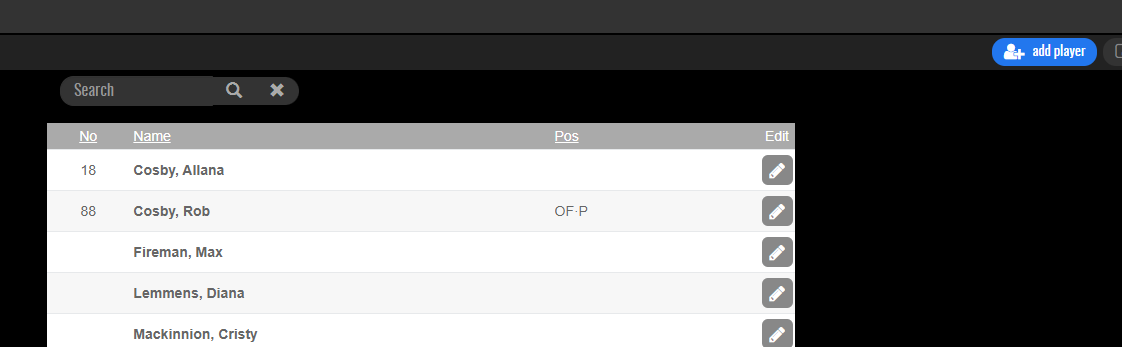 add player
Search
No Name Pos Edit
18 Cosby, Allana
88 Cosby, Rob OF·P
Fireman, Max
Lemmens, Diana
Mackinnion, Cristy